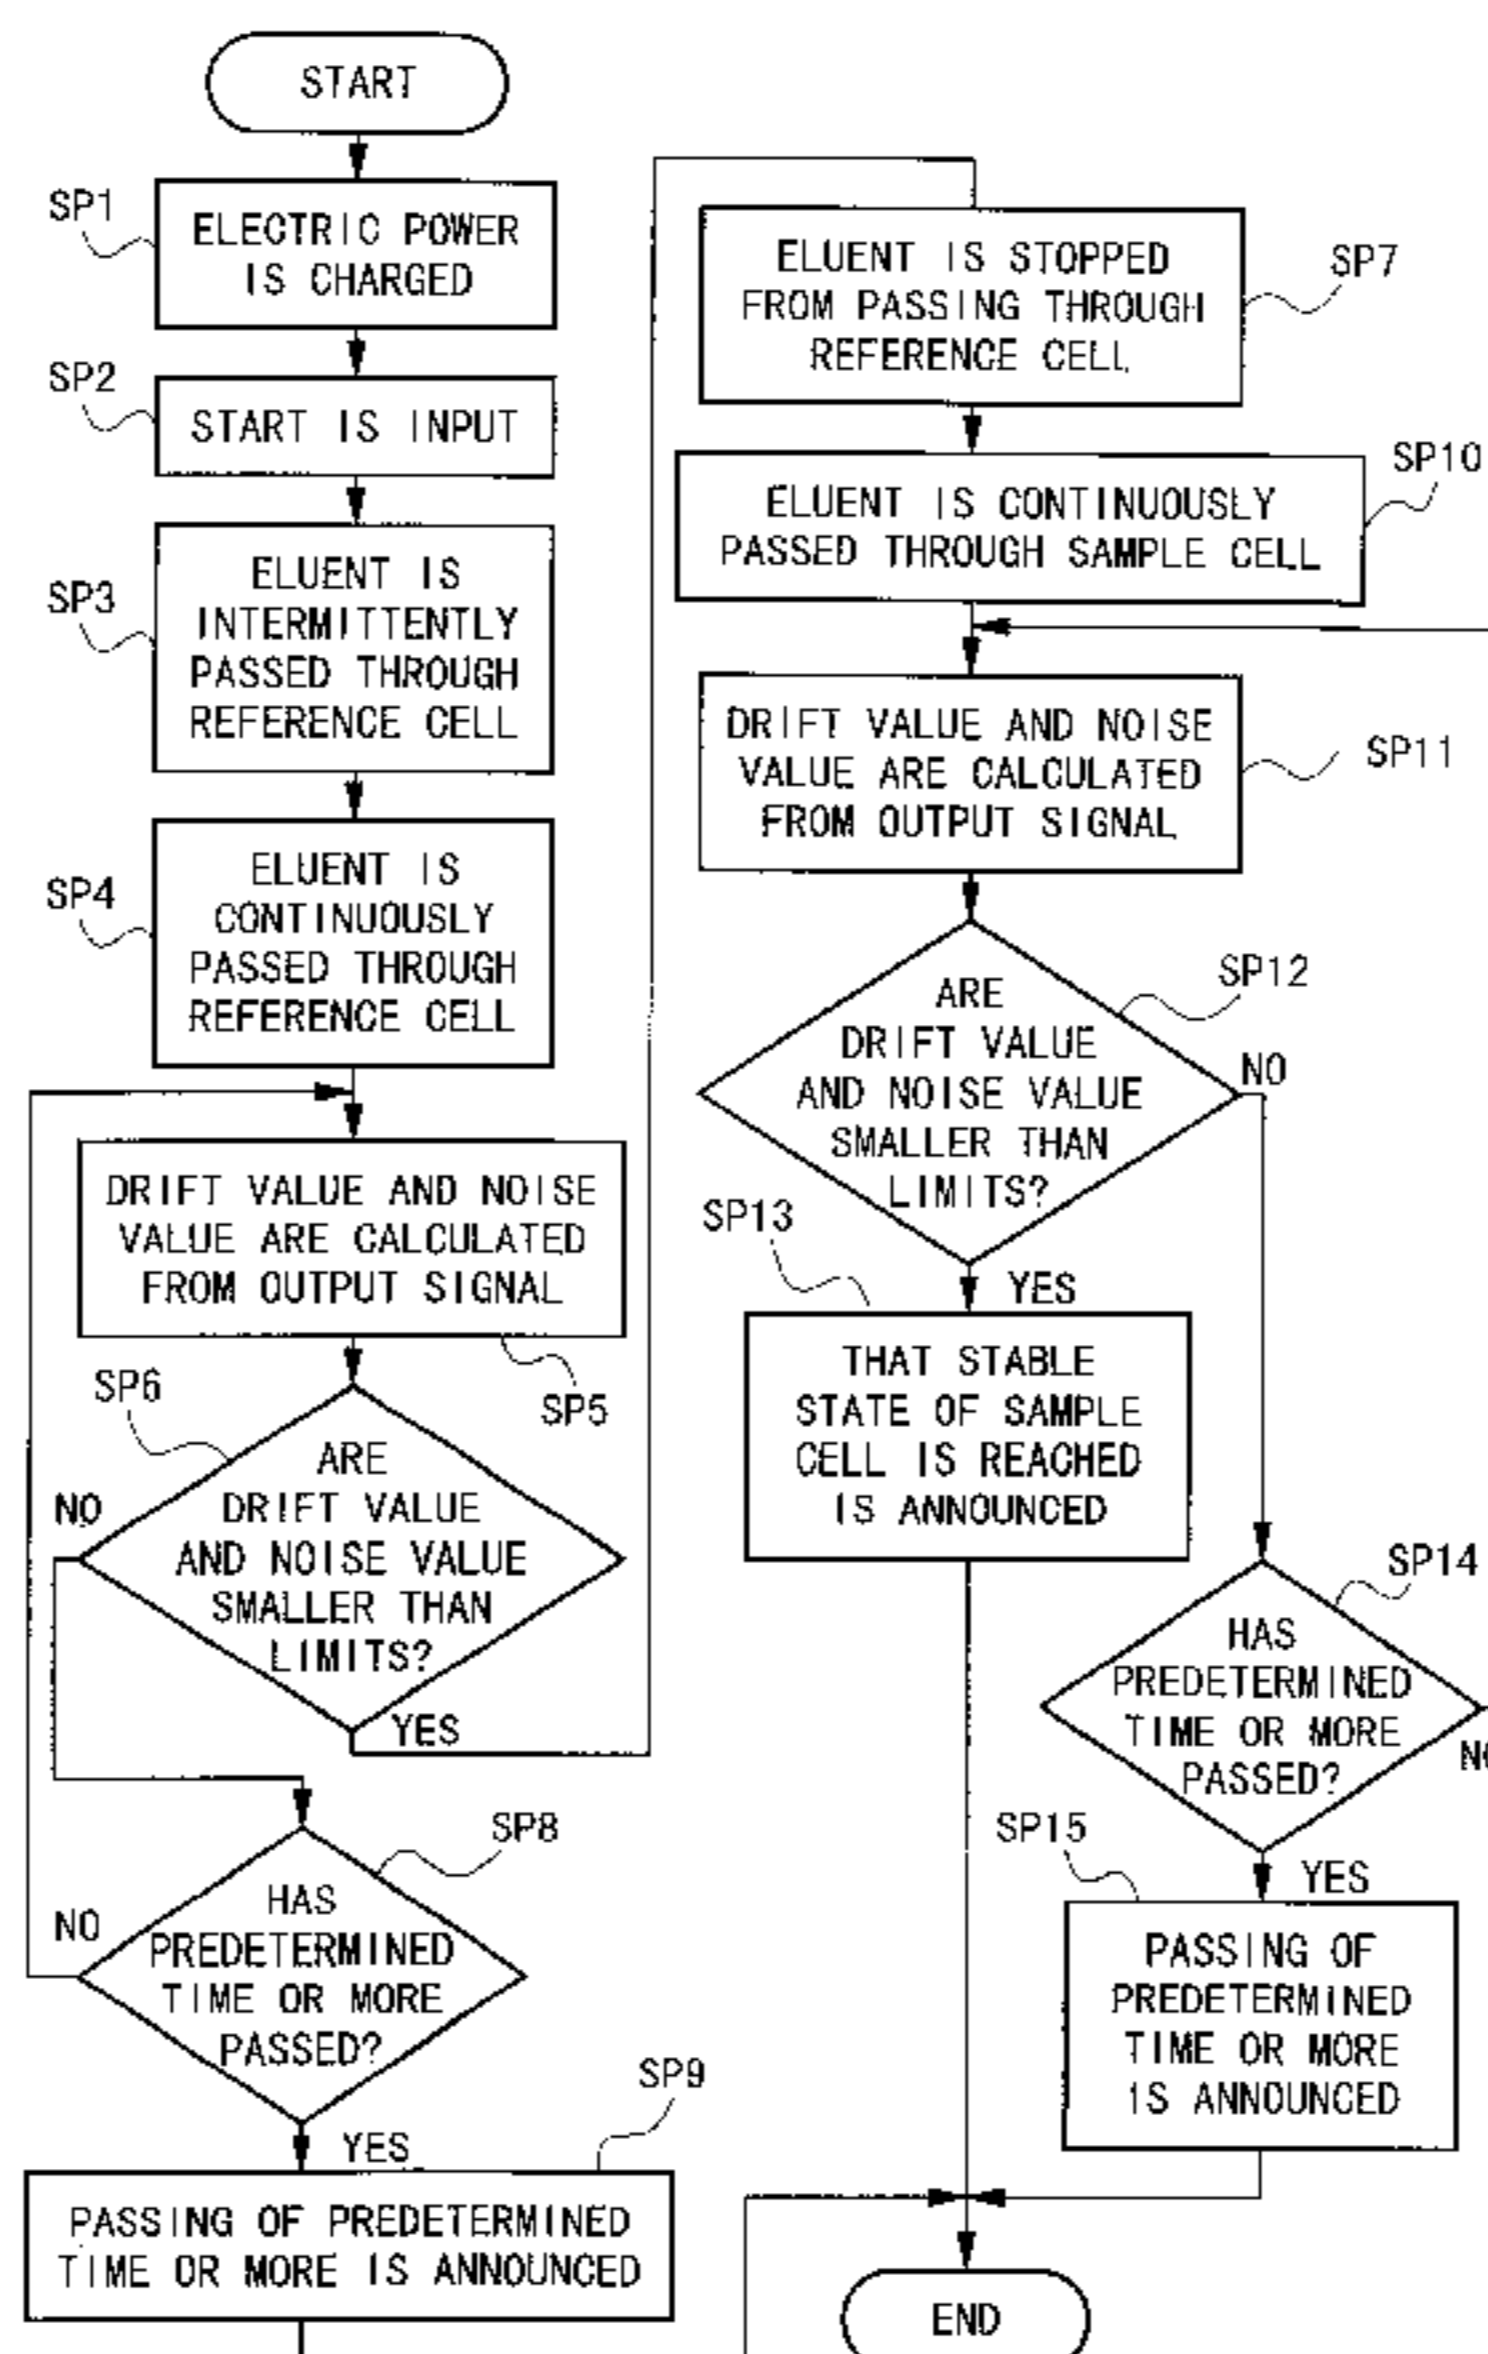 START
SP1
ELECTRIC POWER
IS CHARGED
SP2
START IS INPUT
SP3
ELUENT IS
INTERMITTENTLY
PASSED THROUGH
REFERENCE CELL
SP4
ELUENT IS
CONTINUOUSLY
PASSED THROUGH
REFERENCE CELL
DRIFT VALUE AND NOISE
VALUE ARE CALCULATED
FROM OUTPUT SIGNAL
SP5
SP6
ARE
DRIFT VALUE
AND NOISE VALUE
SMALLER THAN
LIMITS?
NO
YES
SP8
HAS
PREDETERMINED
TIME OR MORE
PASSED?
NO
YES
SP9
PASSING OF PREDETERMINED
TIME OR MORE IS ANNOUNCED
ELUENT IS STOPPED
FROM PASSING THROUGH
REFERENCE CELL
SP7
SP10
ELUENT IS CONTINUOUSLY
PASSED THROUGH SAMPLE CELL
DRIFT VALUE AND NOISE
VALUE ARE CALCULATED
FROM OUTPUT SIGNAL
SP11
SP12
ARE
DRIFT VALUE
AND NOISE VALUE
SMALLER THAN
LIMITS?
NO
YES
SP13
THAT STABLE
STATE OF SAMPLE
CELL IS REACHED
IS ANNOUNCED
SP14
HAS
PREDETERMINED
TIME OR MORE
PASSED?
YES
SP15
PASSING OF
PREDETERMINED
TIME OR MORE
IS ANNOUNCED
END